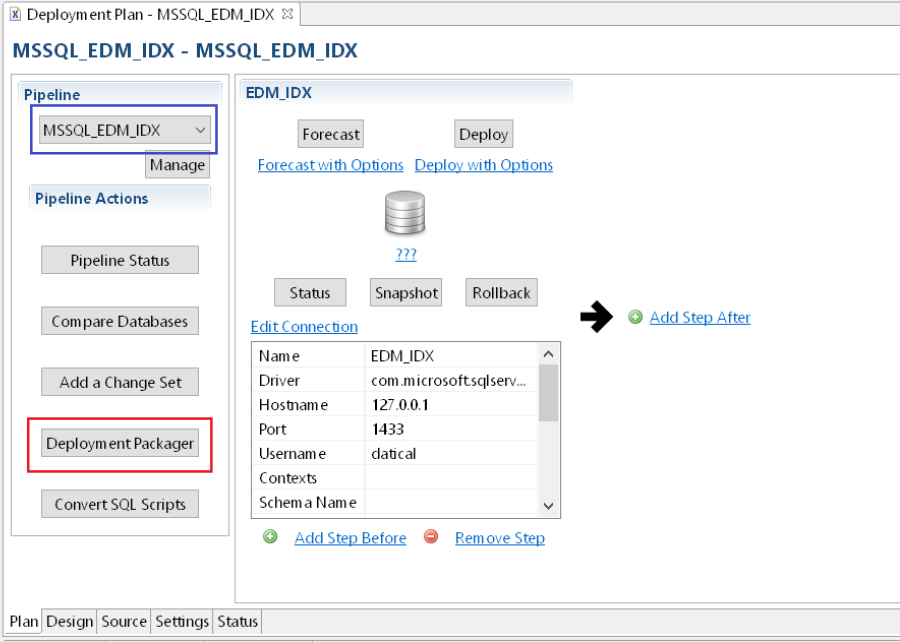 Deployment Plan - MSSQL_EDM_IDX
MSSQL_EDM_IDX - MSSQL_EDM_IDX
Pipeline
MSSQL_EDM_IDX
Manage
Pipeline Actions
Pipeline Status
Compare Databases
Add a Change Set
Deployment Packager
Convert SQL Scripts
EDM_IDX
Forecast Deploy
Forecast with Options Deploy with Options
???
Status Snapshot Rollback
Edit Connection
Name EDM_IDX
Driver com.microsoft.sqlserv...
Hostname 127.0.0.1
Port 1433
Username datical
Contexts
Schema Name
Add Step Before Remove Step
Add Step After
Plan Design Source Settings Status